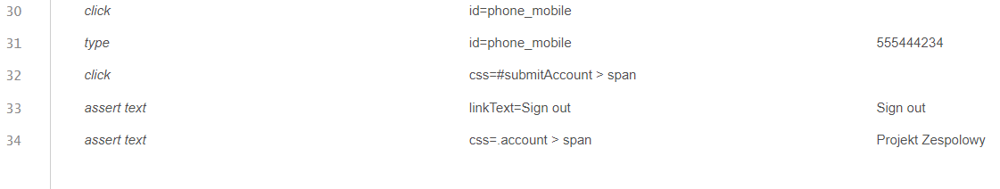 30 click id=phone_mobile
31 type id=phone_mobile 555444234
32 click css=#submitAccount > span
33 assert text linkText=Sign out Sign out
34 assert text css=.account > span Projekt Zespolowy